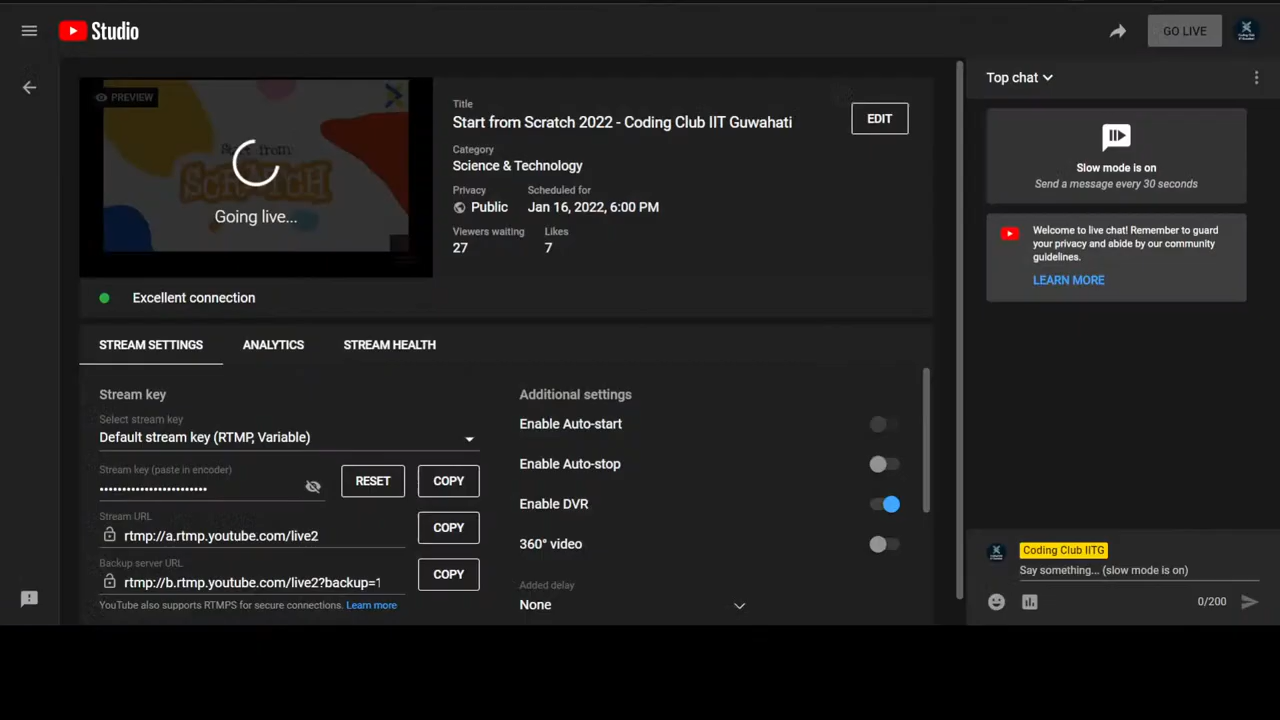 Studio
GO LIVE
PREVIEW
Start from
SCRATCH
Going live...
Title
Start from Scratch 2022 - Coding Club IIT Guwahati
EDIT
Category
Science & Technology
Privacy
Scheduled for
Public
Jan 16, 2022, 6:00 PM
Viewers waiting
Likes
27
7
Excellent connection
STREAM SETTINGS
ANALYTICS
STREAM HEALTH
Stream key
Select stream key
Default stream key (RTMP, Variable)
Stream key (paste in encoder)
••••••••••••••••••••••••
RESET
COPY
Stream URL
rtmp://a.rtmp.youtube.com/live2
COPY
Backup server URL
rtmp://b.rtmp.youtube.com/live2?backup=1
COPY
YouTube also supports RTMPS for secure connections. Learn more
Additional settings
Enable Auto-start
Enable Auto-stop
Enable DVR
360° video
Added delay
None
Top chat
Slow mode is on
Send a message every 30 seconds
Welcome to live chat! Remember to guard
your privacy and abide by our community
guidelines.
LEARN MORE
Coding Club IITG
Say something... (slow mode is on)
0/200